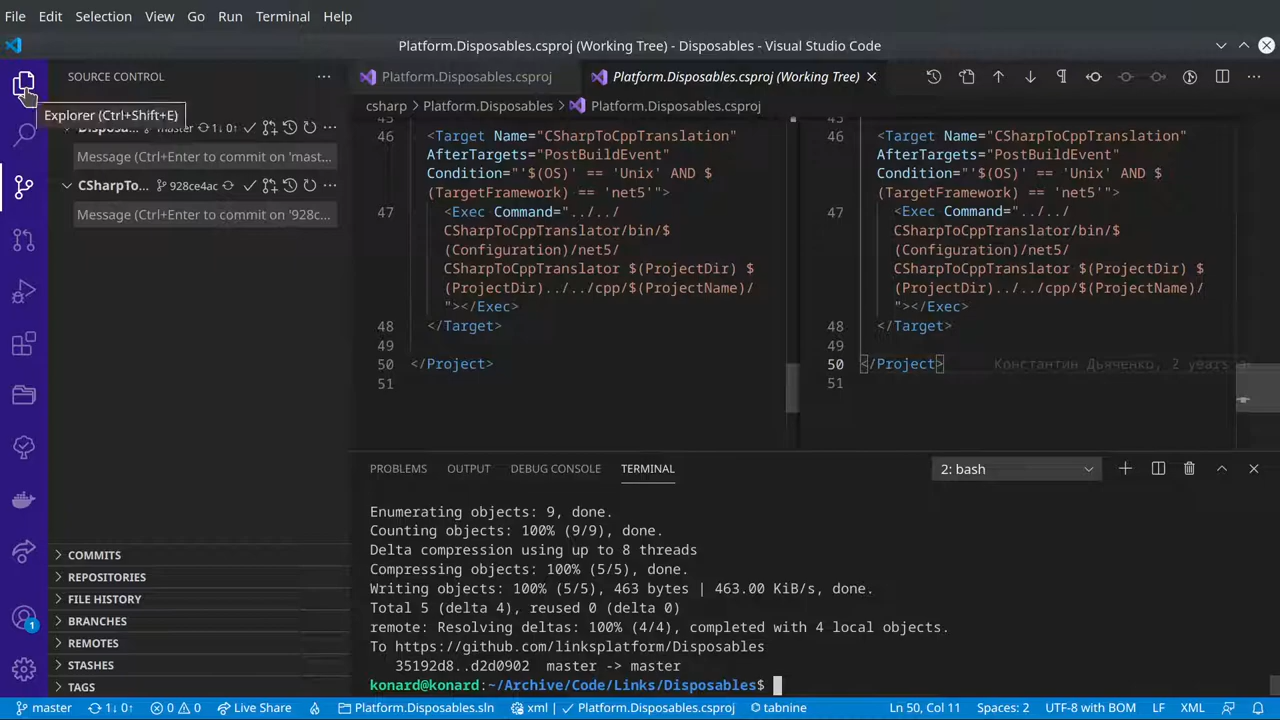 File Edit Selection View Go Run Terminal Help
Platform.Disposables.csproj (Working Tree) - Disposables - Visual Studio Code
SOURCE CONTROL
Explorer (Ctrl+Shift+E)
master 1↓ 0↑
Message (Ctrl+Enter to commit on 'mast...
CSharpTo... 928ce4ac
Message (Ctrl+Enter to commit on '928c...
COMMITS
REPOSITORIES
FILE HISTORY
BRANCHES
REMOTES
STASHES
TAGS
1
Platform.Disposables.csproj
Platform.Disposables.csproj (Working Tree)
csharp > Platform.Disposables > Platform.Disposables.csproj
45
46 <Target Name="CSharpToCppTranslation"
AfterTargets="PostBuildEvent"
Condition="'$(OS)' == 'Unix' AND $
(TargetFramework) == 'net5'">
47 <Exec Command="../../
CSharpToCppTranslator/bin/$
(Configuration)/net5/
CSharpToCppTranslator $(ProjectDir) $
(ProjectDir)../../cpp/$(ProjectName)/
"></Exec>
48 </Target>
49
50 </Project>
51
45
46 <Target Name="CSharpToCppTranslation"
AfterTargets="PostBuildEvent"
Condition="'$(OS)' == 'Unix' AND $
(TargetFramework) == 'net5'">
47 <Exec Command="../../
CSharpToCppTranslator/bin/$
(Configuration)/net5/
CSharpToCppTranslator $(ProjectDir) $
(ProjectDir)../../cpp/$(ProjectName)/
"></Exec>
48 </Target>
49
50 </Project> Константин Дьяченко, 2 years a
51
PROBLEMS OUTPUT DEBUG CONSOLE TERMINAL 2: bash
Enumerating objects: 9, done.
Counting objects: 100% (9/9), done.
Delta compression using up to 8 threads
Compressing objects: 100% (5/5), done.
Writing objects: 100% (5/5), 463 bytes | 463.00 KiB/s, done.
Total 5 (delta 4), reused 0 (delta 0)
remote: Resolving deltas: 100% (4/4), completed with 4 local objects.
To https://github.com/linksplatform/Disposables
35192d8..d2d0902 master -> master
konard@konard:~/Archive/Code/Links/Disposables$
master 1↓ 0↑ 0 0 Live Share Platform.Disposables.sln xml Platform.Disposables.csproj tabnine Ln 50, Col 11 Spaces: 2 UTF-8 with BOM LF XML